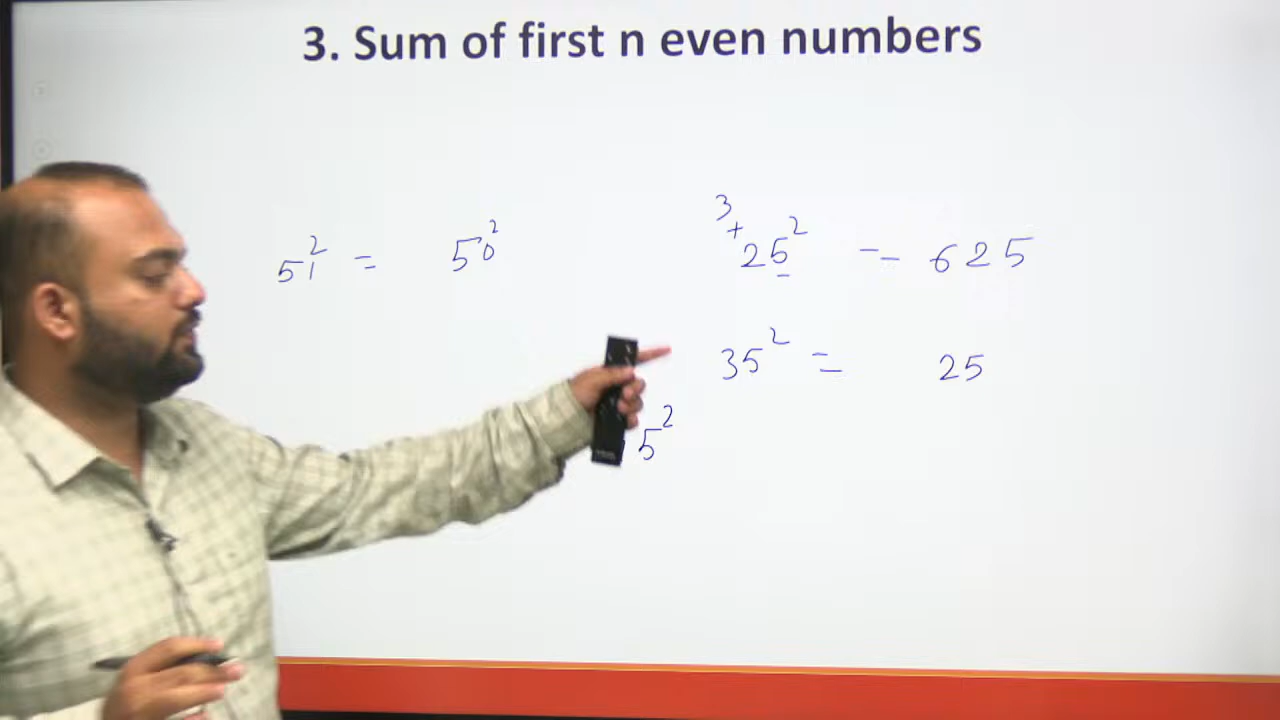 3. Sum of first n even numbers
51² = 50²
3
+
25² = 625
35² = 25
5²